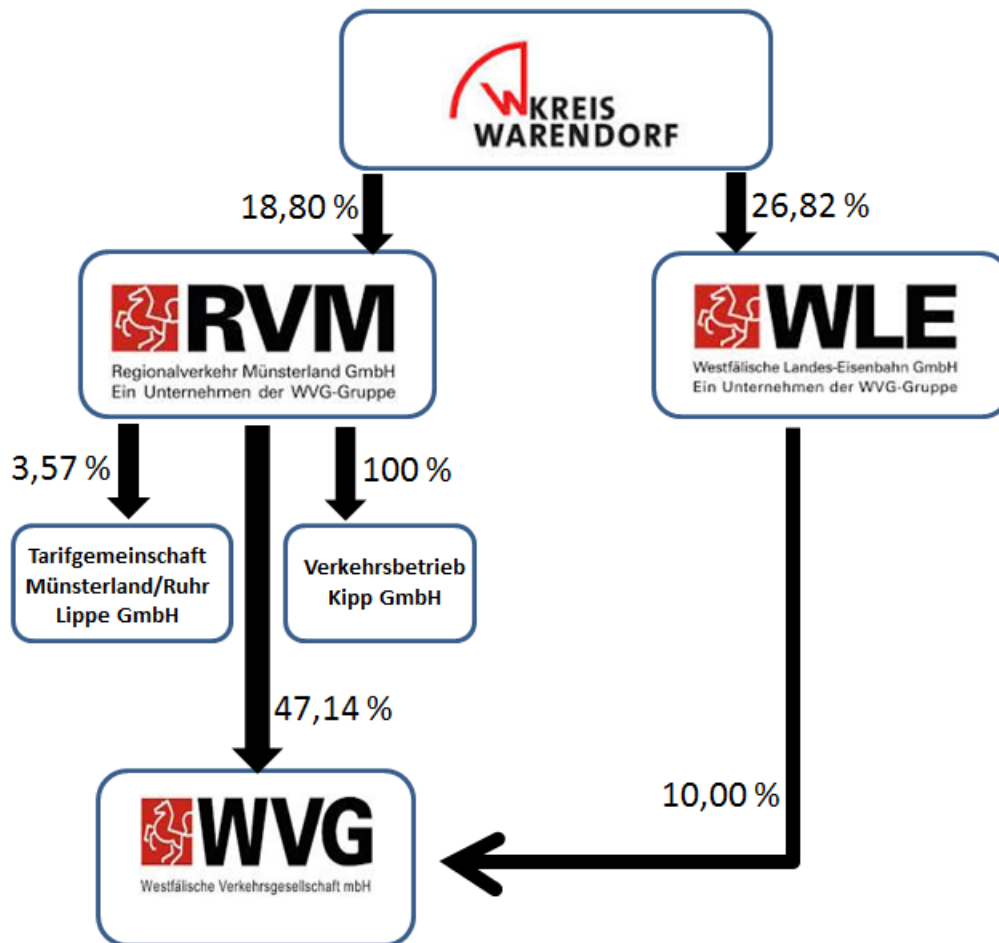 KREIS
WARENDORF
18,80 %
26,82 %
RVM
Regionalverkehr Münsterland GmbH
Ein Unternehmen der WVG-Gruppe
WLE
Westfälische Landes-Eisenbahn GmbH
Ein Unternehmen der WVG-Gruppe
3,57 %
100 %
Tarifgemeinschaft
Münsterland/Ruhr
Lippe GmbH
Verkehrsbetrieb
Kipp GmbH
47,14 %
10,00 %
WVG
Westfälische Verkehrsgesellschaft mbH